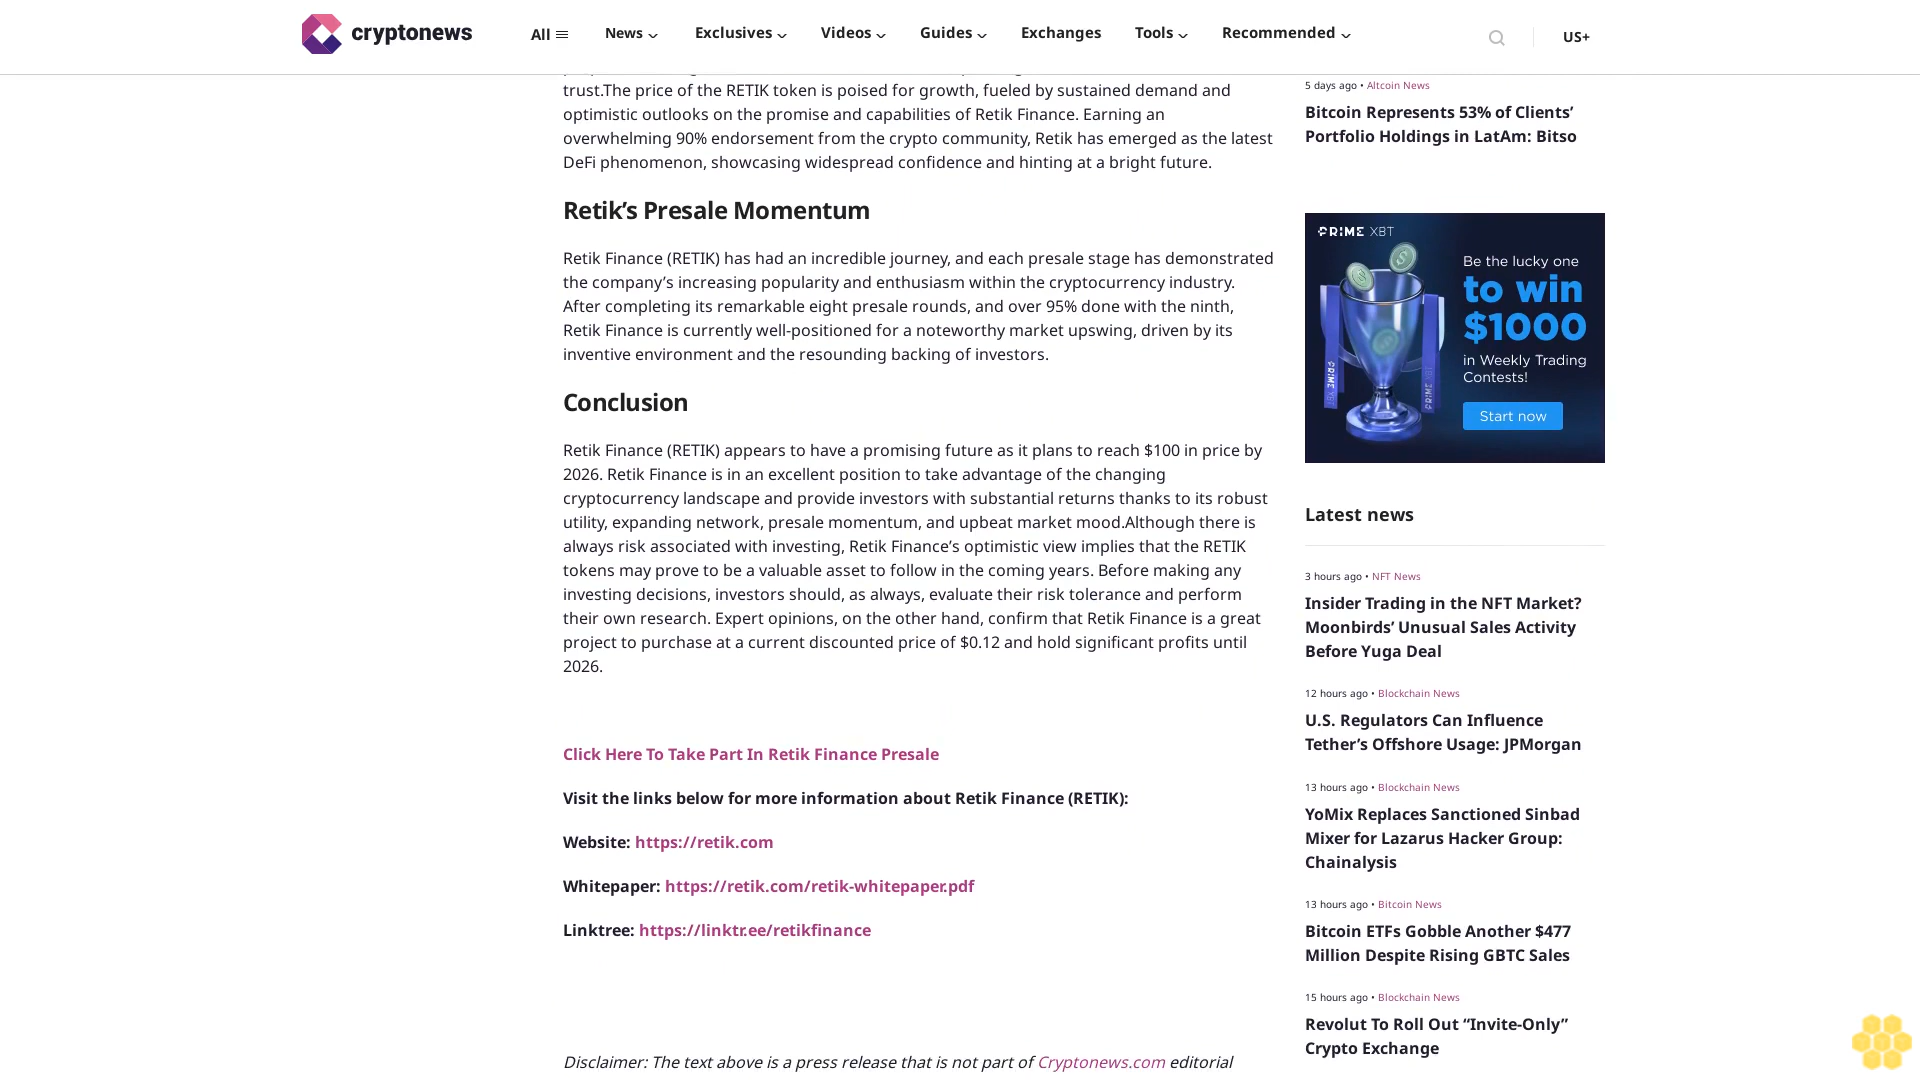 cryptonews
All
News
Exclusives
Videos
Guides
Exchanges
Tools
Recommended
US+
trust.The price of the RETIK token is poised for growth, fueled by sustained demand and
optimistic outlooks on the promise and capabilities of Retik Finance. Earning an
overwhelming 90% endorsement from the crypto community, Retik has emerged as the latest
DeFi phenomenon, showcasing widespread confidence and hinting at a bright future.
Retik’s Presale Momentum
Retik Finance (RETIK) has had an incredible journey, and each presale stage has demonstrated
the company’s increasing popularity and enthusiasm within the cryptocurrency industry.
After completing its remarkable eight presale rounds, and over 95% done with the ninth,
Retik Finance is currently well-positioned for a noteworthy market upswing, driven by its
inventive environment and the resounding backing of investors.
Conclusion
Retik Finance (RETIK) appears to have a promising future as it plans to reach $100 in price by
2026. Retik Finance is in an excellent position to take advantage of the changing
cryptocurrency landscape and provide investors with substantial returns thanks to its robust
utility, expanding network, presale momentum, and upbeat market mood.Although there is
always risk associated with investing, Retik Finance’s optimistic view implies that the RETIK
tokens may prove to be a valuable asset to follow in the coming years. Before making any
investing decisions, investors should, as always, evaluate their risk tolerance and perform
their own research. Expert opinions, on the other hand, confirm that Retik Finance is a great
project to purchase at a current discounted price of $0.12 and hold significant profits until
2026.
Click Here To Take Part In Retik Finance Presale
Visit the links below for more information about Retik Finance (RETIK):
Website: https://retik.com
Whitepaper: https://retik.com/retik-whitepaper.pdf
Linktree: https://linktr.ee/retikfinance
Disclaimer: The text above is a press release that is not part of Cryptonews.com editorial
5 days ago • Altcoin News
Bitcoin Represents 53% of Clients’
Portfolio Holdings in LatAm: Bitso
PRIME XBT
Be the lucky one
to win
$1000
in Weekly Trading
Contests!
Start now
PRIME
PRIME
Latest news
3 hours ago • NFT News
Insider Trading in the NFT Market?
Moonbirds’ Unusual Sales Activity
Before Yuga Deal
12 hours ago • Blockchain News
U.S. Regulators Can Influence
Tether’s Offshore Usage: JPMorgan
13 hours ago • Blockchain News
YoMix Replaces Sanctioned Sinbad
Mixer for Lazarus Hacker Group:
Chainalysis
13 hours ago • Bitcoin News
Bitcoin ETFs Gobble Another $477
Million Despite Rising GBTC Sales
15 hours ago • Blockchain News
Revolut To Roll Out “Invite-Only”
Crypto Exchange